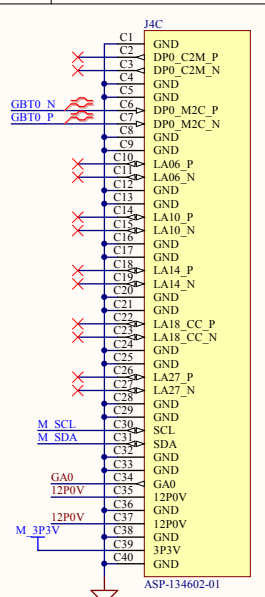 J4C
C1 GND
C2 DP0_C2M_P
C3 DP0_C2M_N
C4 GND
C5 GND
GBT0_N C6 DP0_M2C_P
GBT0_P C7 DP0_M2C_N
C8 GND
C9 GND
C10 LA06_P
C11 LA06_N
C12 GND
C13 GND
C14 LA10_P
C15 LA10_N
C16 GND
C17 GND
C18 LA14_P
C19 LA14_N
C20 GND
C21 GND
C22 LA18_CC_P
C23 LA18_CC_N
C24 GND
C25 GND
C26 LA27_P
C27 LA27_N
C28 GND
C29 GND
M_SCL C30 SCL
M_SDA C31 SDA
C32 GND
C33 GND
GA0 C34 GA0
12P0V C35 12P0V
C36 GND
12P0V C37 12P0V
C38 GND
M_3P3V C39 3P3V
C40 GND
ASP-134602-01